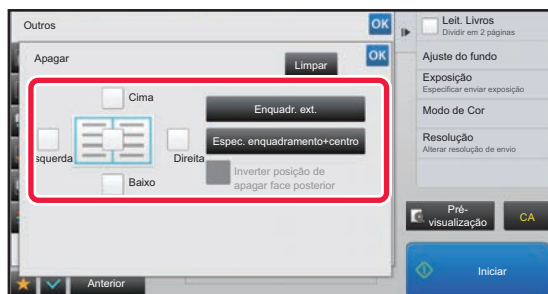 Outros
OK
Apagar
Limpar
OK
Cima
squerda
Direita
Baixo
Enquadr. ext.
Espec. enquadramento+centro
Inverter posição de
apagar face posterior
Anterior
Leit. Livros
Dividir em 2 páginas
Ajuste do fundo
Exposição
Especificar enviar exposição
Modo de Cor
Resolução
Alterar resolução de envio
Pré-
visualização
CA
Iniciar